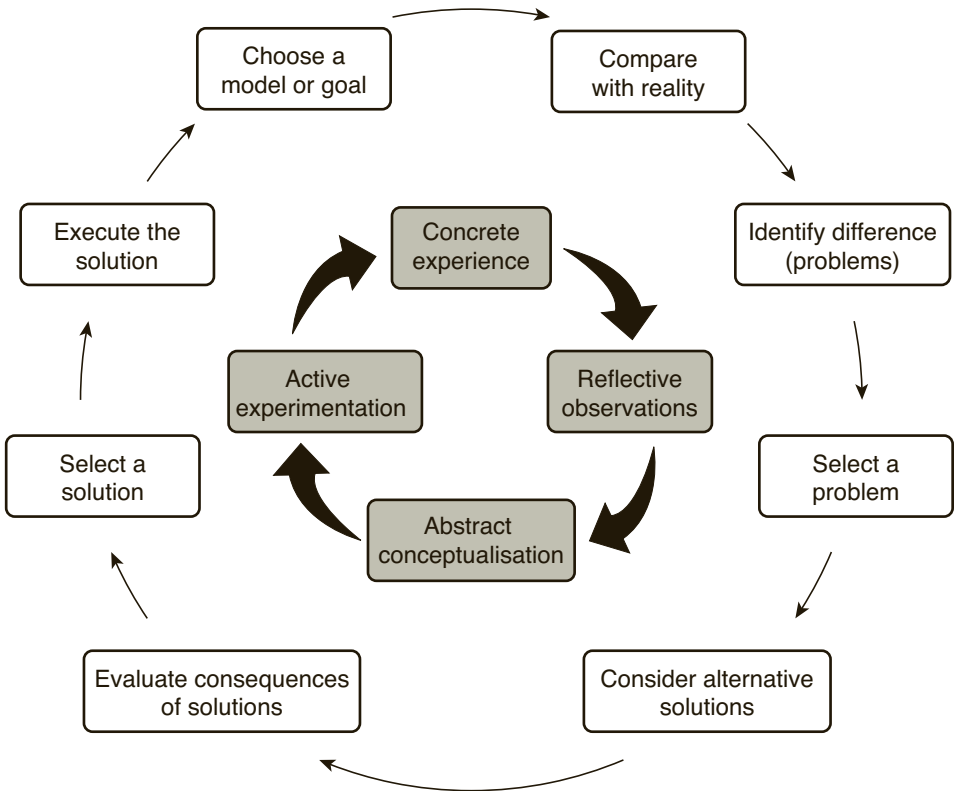 Choose a
model or goal
Compare
with reality
Execute the
solution
Concrete
experience
Identify difference
(problems)
Active
experimentation
Reflective
observations
Select a
solution
Abstract
conceptualisation
Select a
problem
Evaluate consequences
of solutions
Consider alternative
solutions